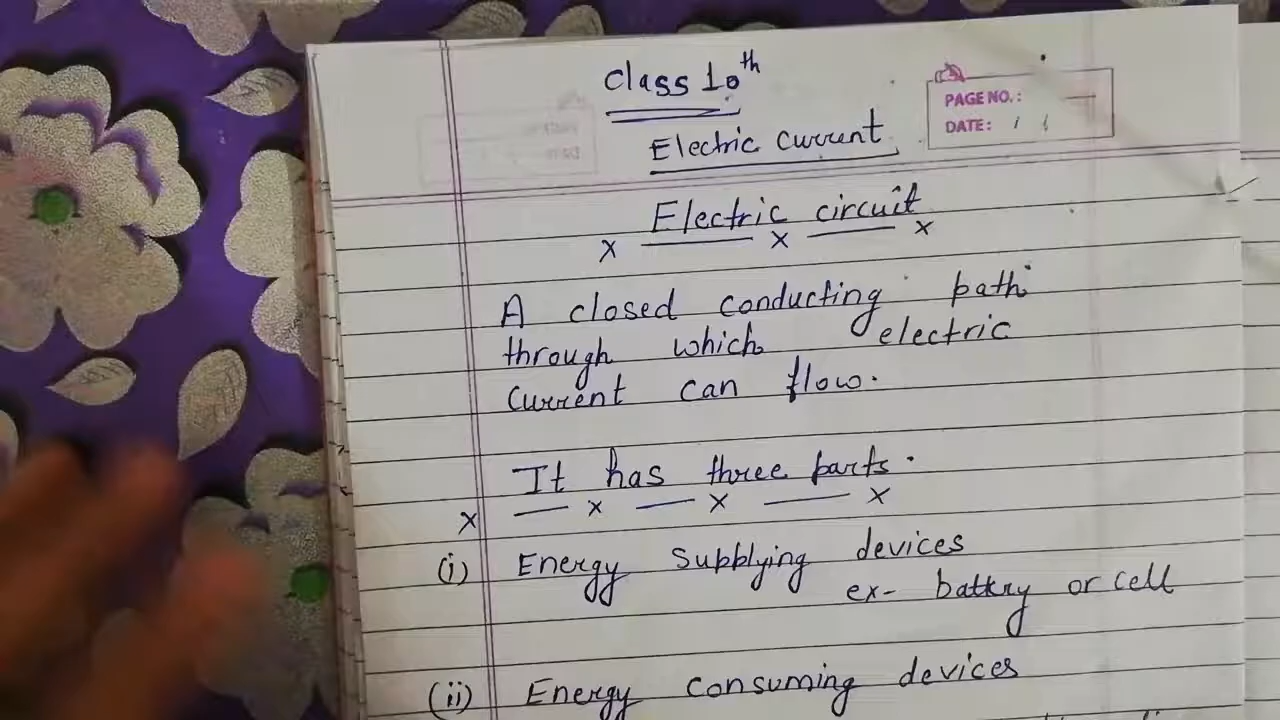 Class 10th
PAGE NO.:
DATE:
Electric Current
Electric circuit
A closed conducting path
through which electric
current can flow.
It has three parts.
(i) Energy Supplying devices
ex- battery or cell
(ii) Energy consuming devices